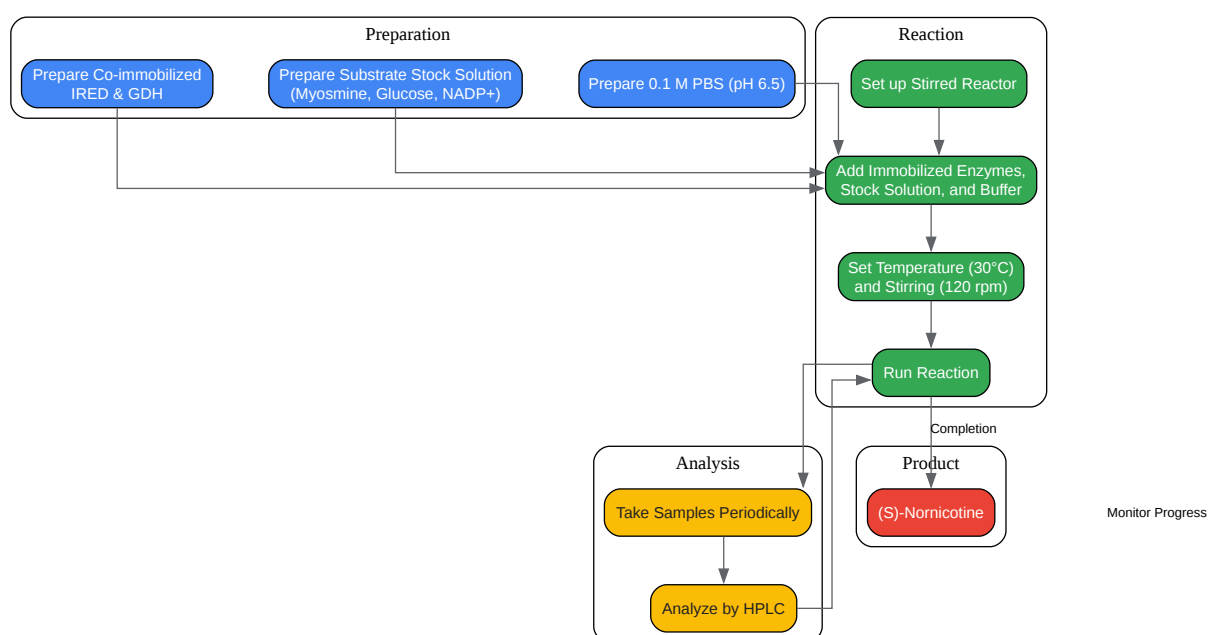 Preparation
Prepare Co-immobilized
IRED & GDH
Prepare Substrate Stock Solution
(Myosmine, Glucose, NADP+)
Prepare 0.1 M PBS (pH 6.5)
Reaction
Set up Stirred Reactor
Add Immobilized Enzymes,
Stock Solution, and Buffer
Set Temperature (30°C)
and Stirring (120 rpm)
Run Reaction
Completion
Analysis
Take Samples Periodically
Analyze by HPLC
Product
(S)-Nornicotine
Monitor Progress